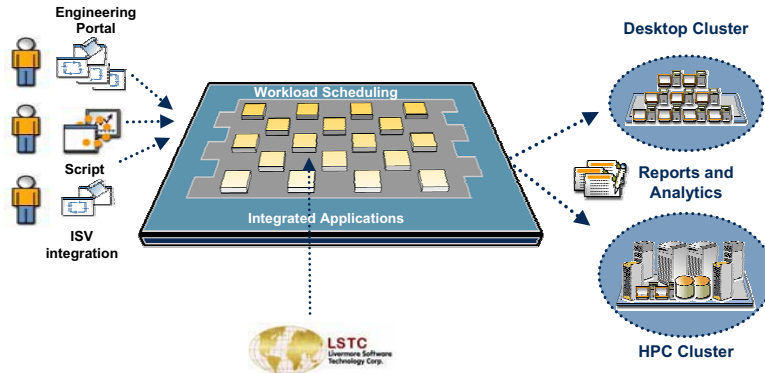 Engineering
Portal
Script
ISV
integration
Workload Scheduling
Integrated Applications
LSTC
Livermore Software
Technology Corp.
Desktop Cluster
Reports and
Analytics
HPC Cluster